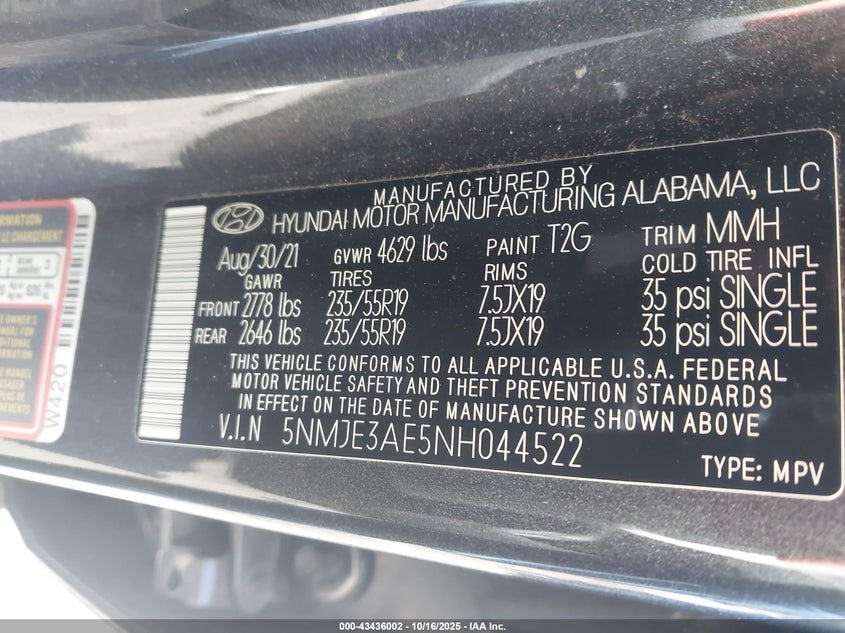 MANUFACTURED BY
HYUNDAI MOTOR MANUFACTURING ALABAMA, LLC
Aug/30/21 GVWR 4629 lbs PAINT T2G TRIM MMH
GAWR TIRES RIMS COLD TIRE INFL
FRONT 2778 lbs 235/55R19 7.5JX19 35 psi SINGLE
REAR 2646 lbs 235/55R19 7.5JX19 35 psi SINGLE
THIS VEHICLE CONFORMS TO ALL APPLICABLE U.S.A. FEDERAL
MOTOR VEHICLE SAFETY AND THEFT PREVENTION STANDARDS
IN EFFECT ON THE DATE OF MANUFACTURE SHOWN ABOVE
V.I.N 5NMJE3AE5NH044522
TYPE: MPV
W420
000-43436002 - 10/16/2025 - IAA Inc.